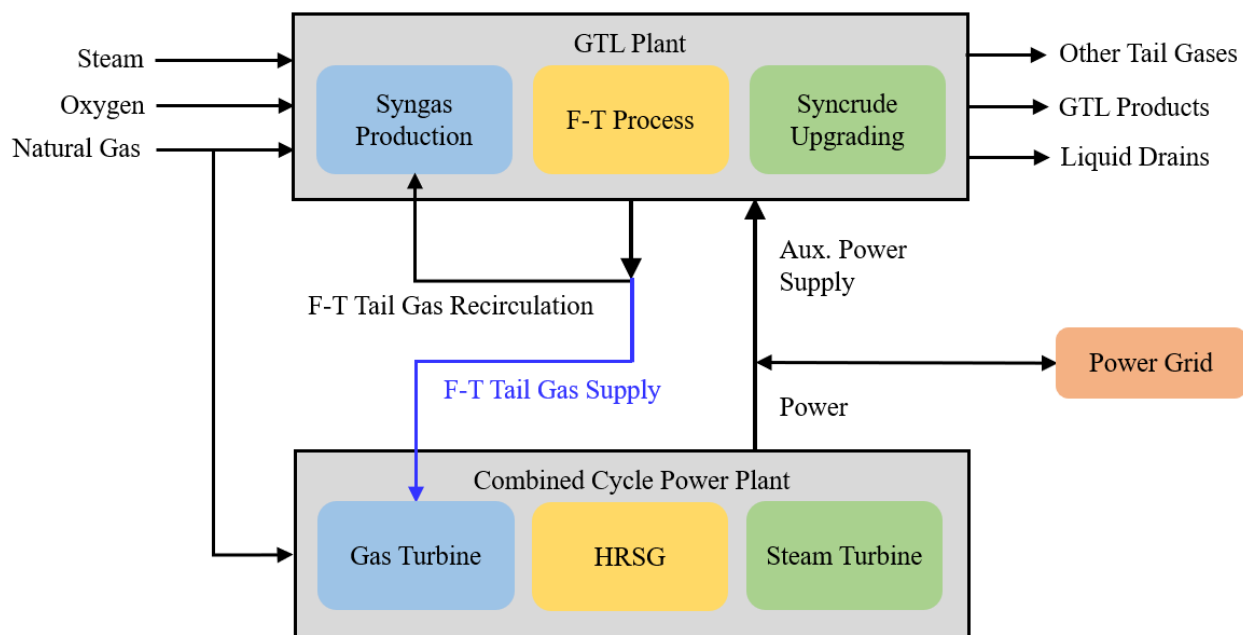 GTL Plant
Steam
Oxygen
Natural Gas
Syngas
Production
F-T Process
Syncrude
Upgrading
Other Tail Gases
GTL Products
Liquid Drains
F-T Tail Gas Recirculation
Aux. Power
Supply
F-T Tail Gas Supply
Power Grid
Power
Combined Cycle Power Plant
Gas Turbine
HRSG
Steam Turbine